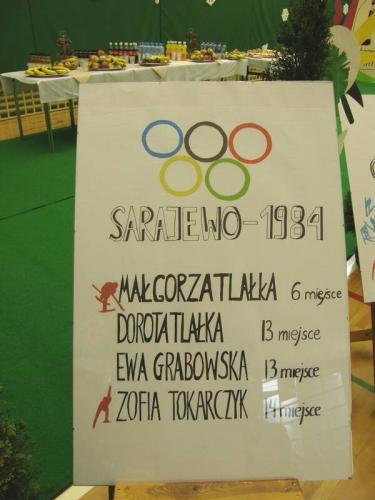 SARAJEWO-1984
MAŁGORZATLAŁKA 6 miejsce
DOROTATLAŁKA 13 miejsce
EWA GRABOWSKA 13 miejsce
ZOFIA TOKARCZYK 14 miejsce